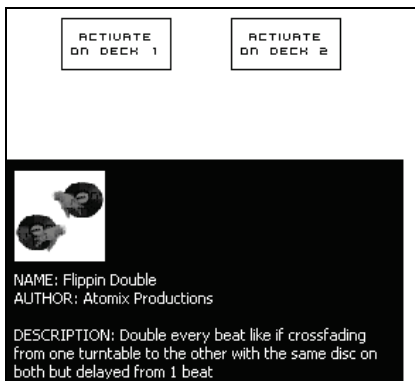 ACTIVATE
ON DECK 1
ACTIVATE
ON DECK 2
NAME: Flippin Double
AUTHOR: Atomix Productions
DESCRIPTION: Double every beat like if crossfading
from one turntable to the other with the same disc on
both but delayed from 1 beat